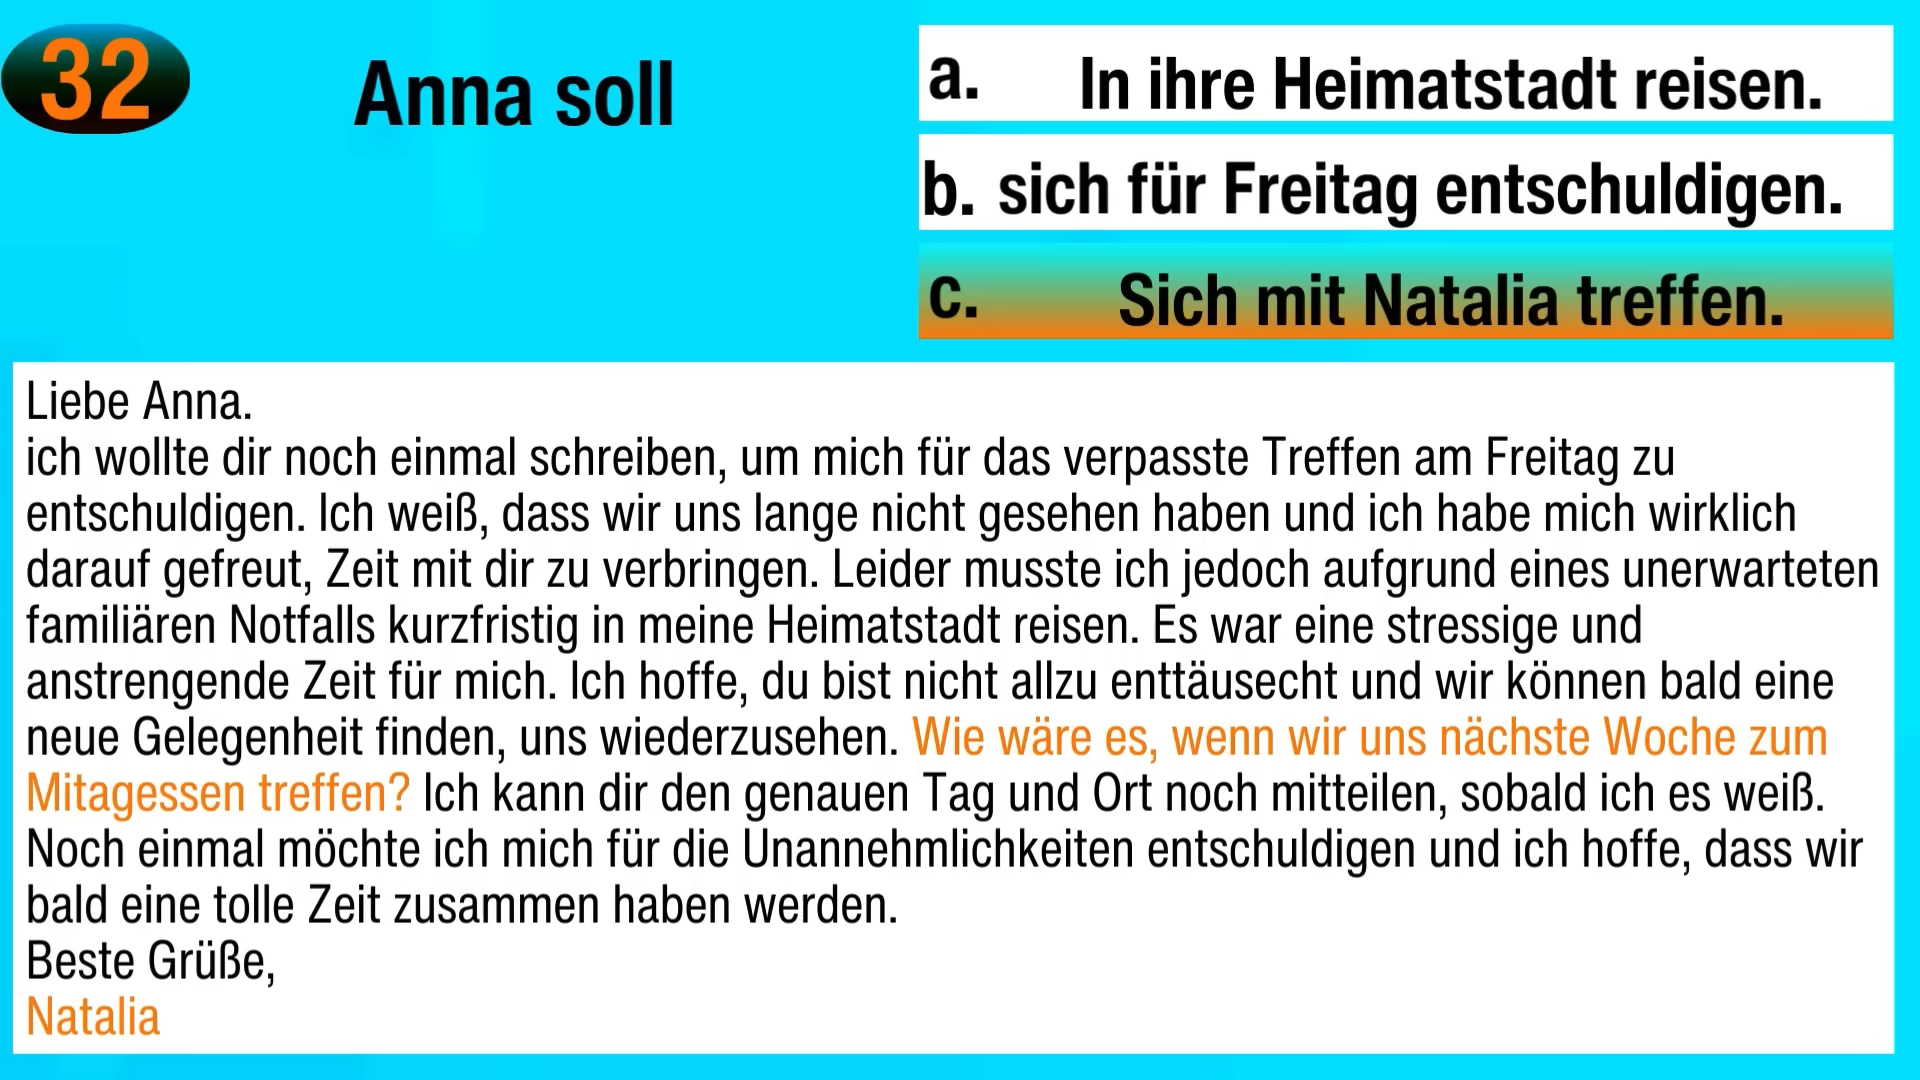 32
Anna soll
a. In ihre Heimatstadt reisen.
b. sich für Freitag entschuldigen.
c. Sich mit Natalia treffen.
Liebe Anna.
ich wollte dir noch einmal schreiben, um mich für das verpasste Treffen am Freitag zu
entschuldigen. Ich weiß, dass wir uns lange nicht gesehen haben und ich habe mich wirklich
darauf gefreut, Zeit mit dir zu verbringen. Leider musste ich jedoch aufgrund eines unerwarteten
familiären Notfalls kurzfristig in meine Heimatstadt reisen. Es war eine stressige und
anstrengende Zeit für mich. Ich hoffe, du bist nicht allzu enttäusecht und wir können bald eine
neue Gelegenheit finden, uns wiederzusehen. Wie wäre es, wenn wir uns nächste Woche zum
Mitagessen treffen? Ich kann dir den genauen Tag und Ort noch mitteilen, sobald ich es weiß.
Noch einmal möchte ich mich für die Unannehmlichkeiten entschuldigen und ich hoffe, dass wir
bald eine tolle Zeit zusammen haben werden.
Beste Grüße,
Natalia